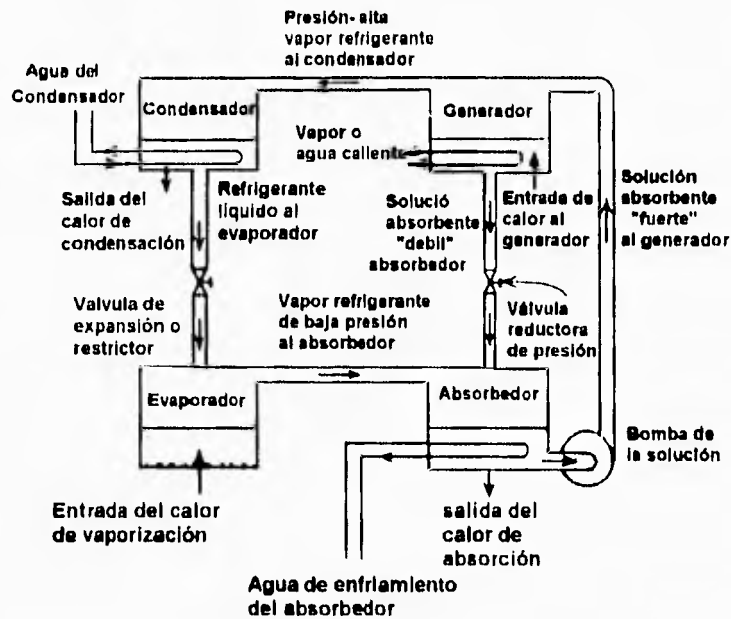 Presión- alta
vapor refrigerante
al condensador
Agua del
Condensador
Condensador
Generador
Vapor o
agua caliente
Salida del
calor de
condensación
Refrigerante
líquido al
evaporador
Solució
absorbente
"debil"
absorbedor
Entrada de
calor al
generador
Solución
absorbente
"fuerte"
al generador
Valvula de
expansión o
restrictor
Vapor refrigerante
de baja presión
al absorbedor
Válvula
reductora
de presión
Evaporador
Absorbedor
Bomba de
la solución
Entrada del calor
de vaporización
salida del
calor de
absorción
Agua de enfriamiento
del absorbedor